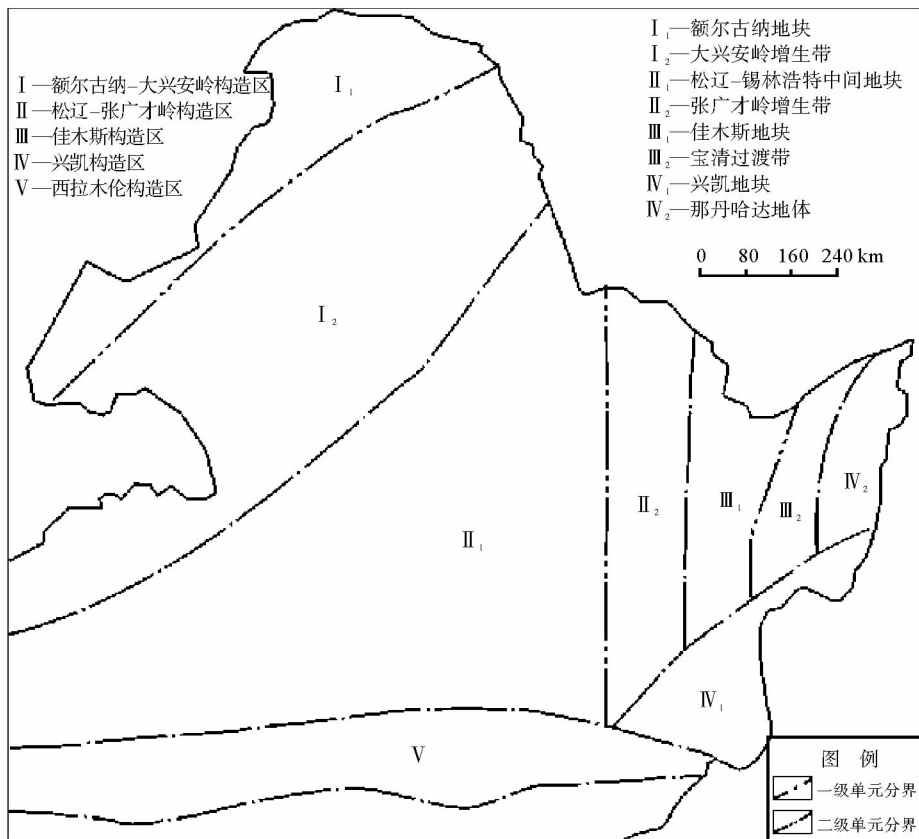 Ⅰ—额尔古纳-大兴安岭构造区
Ⅱ—松辽-张广才岭构造区
Ⅲ—佳木斯构造区
Ⅳ—兴凯构造区
Ⅴ—西拉木伦构造区
Ⅰ₁—额尔古纳地块
Ⅰ₂—大兴安岭增生带
Ⅱ₁—松辽-锡林浩特中间地块
Ⅱ₂—张广才岭增生带
Ⅲ₁—佳木斯地块
Ⅲ₂—宝清过渡带
Ⅳ₁—兴凯地块
Ⅳ₂—那丹哈达地体
0 80 160 240 km
Ⅰ₁
Ⅰ₂
Ⅱ₁
Ⅱ₂
Ⅲ₁
Ⅲ₂
Ⅳ₂
Ⅳ₁
Ⅴ
图 例
一级单元分界
二级单元分界